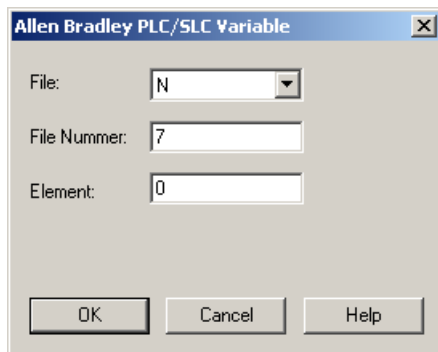 Allen Bradley PLC/SLC Variable
File: N
File Nummer: 7
Element: 0
OK Cancel Help